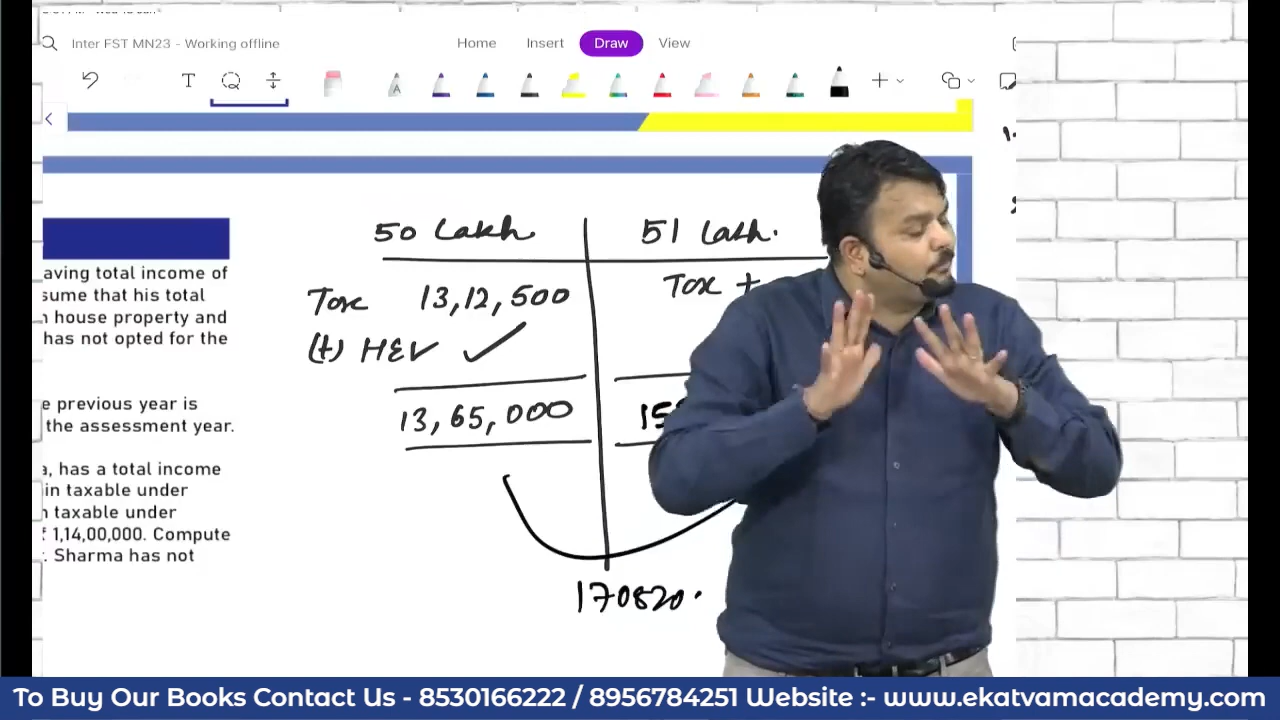 Inter FST MN23 - Working offline
Home Insert Draw View
T
A
50 Lakh 51 Lakh.
Tax 13,12,500 Tax +
(+) HEC ✓
13,65,000 15
170820.
aving total income of
sume that his total
n house property and
has not opted for the
e previous year is
the assessment year.
a, has a total income
in taxable under
n taxable under
f 1,14,00,000. Compute
r. Sharma has not
To Buy Our Books Contact Us - 8530166222 / 8956784251 Website :- www.ekatvamacademy.com